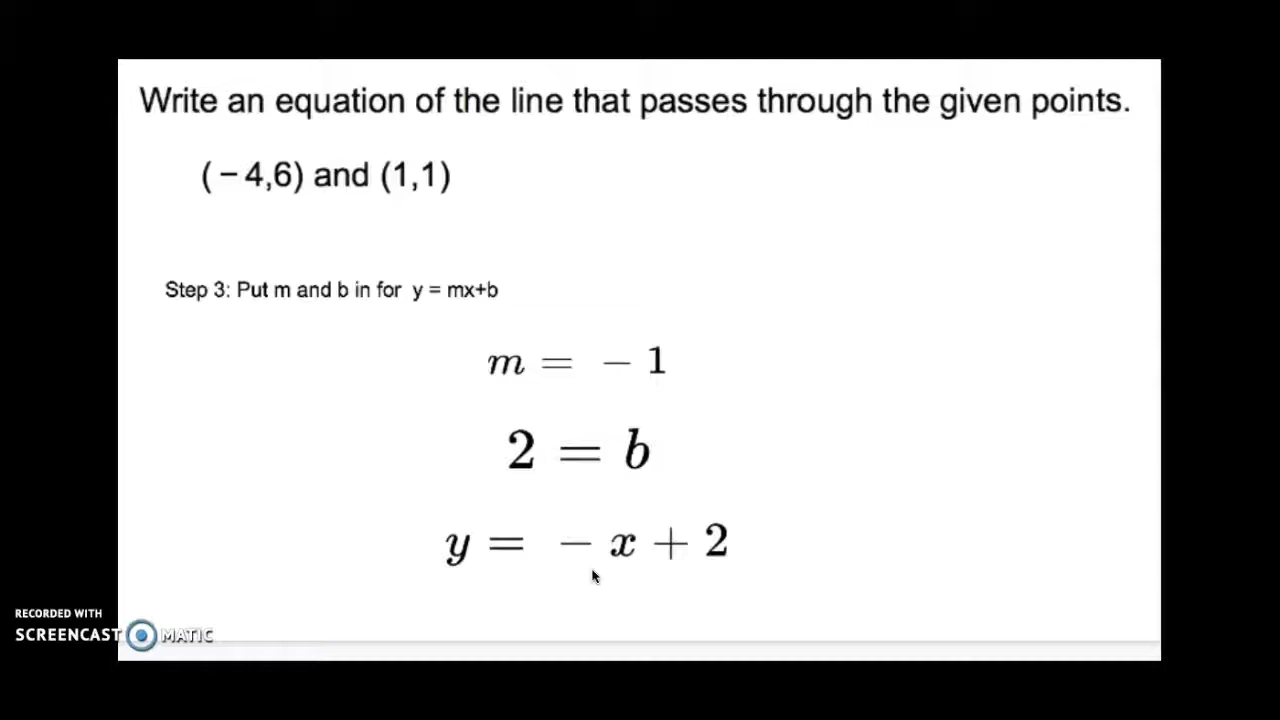 Write an equation of the line that passes through the given points.
(−4,6) and (1,1)
Step 3: Put m and b in for y = mx+b
m = − 1
2 = b
y = − x + 2
RECORDED WITH
SCREENCAST MATIC